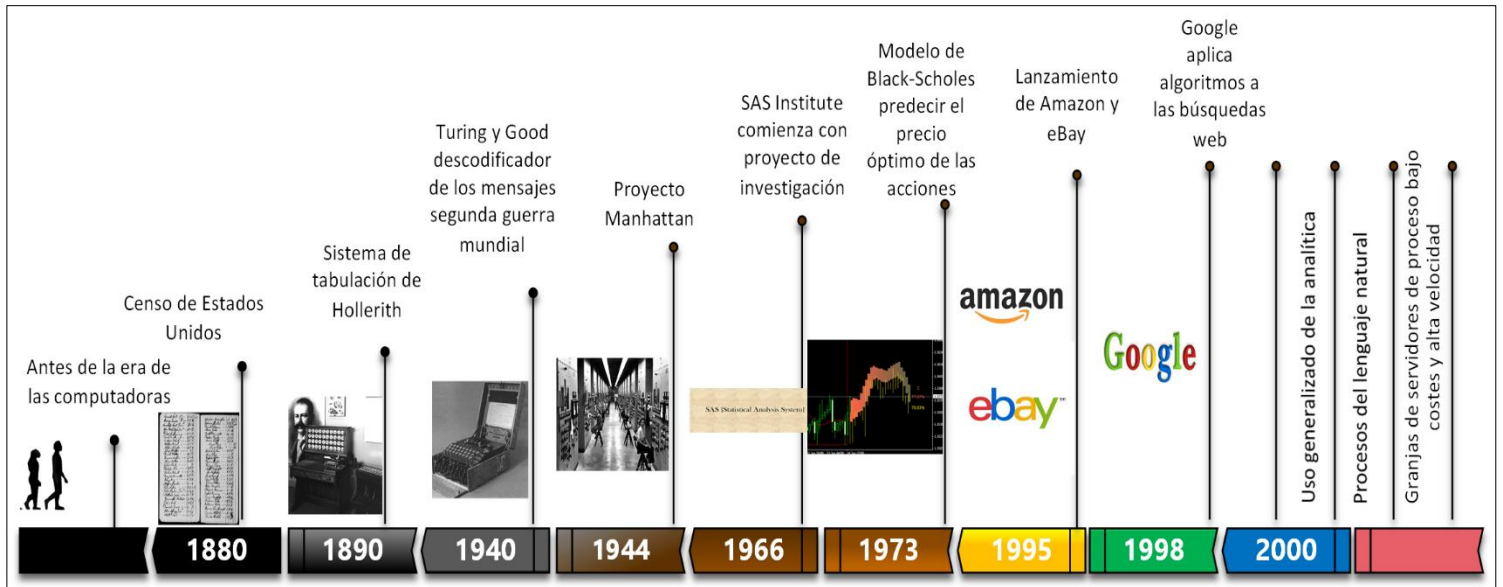 Antes de la era de
las computadoras
Censo de Estados
Unidos
Sistema de
tabulación de
Hollerith
Turing y Good
descodificador
de los mensajes
segunda guerra
mundial
Proyecto
Manhattan
SAS Institute
comienza con
proyecto de
investigación
Modelo de
Black-Scholes
predecir el
precio
óptimo de las
acciones
Lanzamiento
de Amazon y
eBay
Google
aplica
algoritmos a
las búsquedas
web
Uso generalizado de la analítica
Procesos del lenguaje natural
Granjas de servidores de proceso bajo
costes y alta velocidad
SAS [Statistical Analysis System]
amazon
ebay™
Google
1880
1890
1940
1944
1966
1973
1995
1998
2000